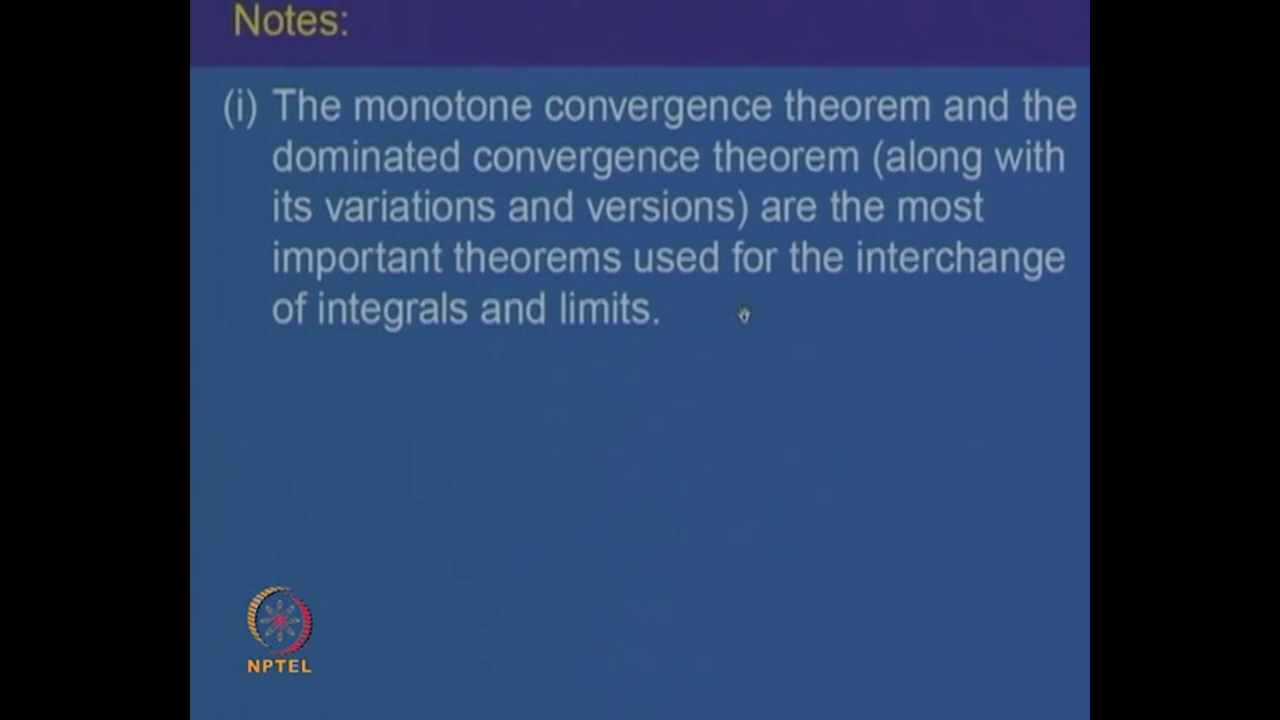 Notes:
(i) The monotone convergence theorem and the
dominated convergence theorem (along with
its variations and versions) are the most
important theorems used for the interchange
of integrals and limits.
NPTEL